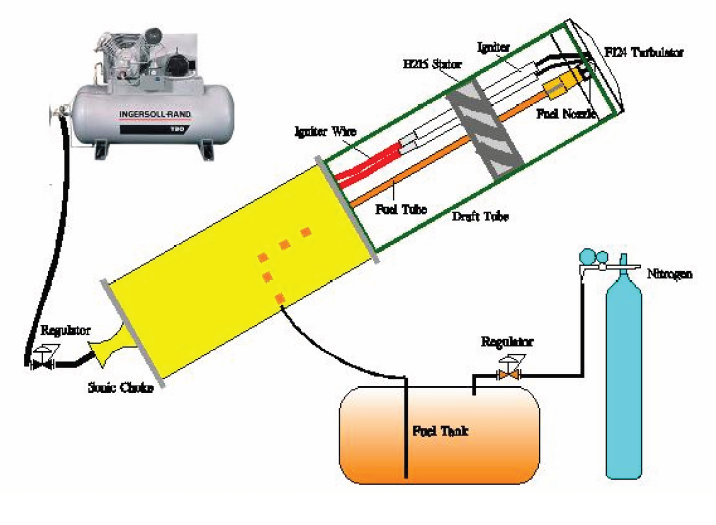 Igniter
H215 Stator
F124 Turbulator
INGERSOLL-RAND
T30
Fuel Nozzle
Igniter Wire
Fuel Tube
Draft Tube
Nitrogen
Regulator
Regulator
Sonic Choke
Fuel Tank